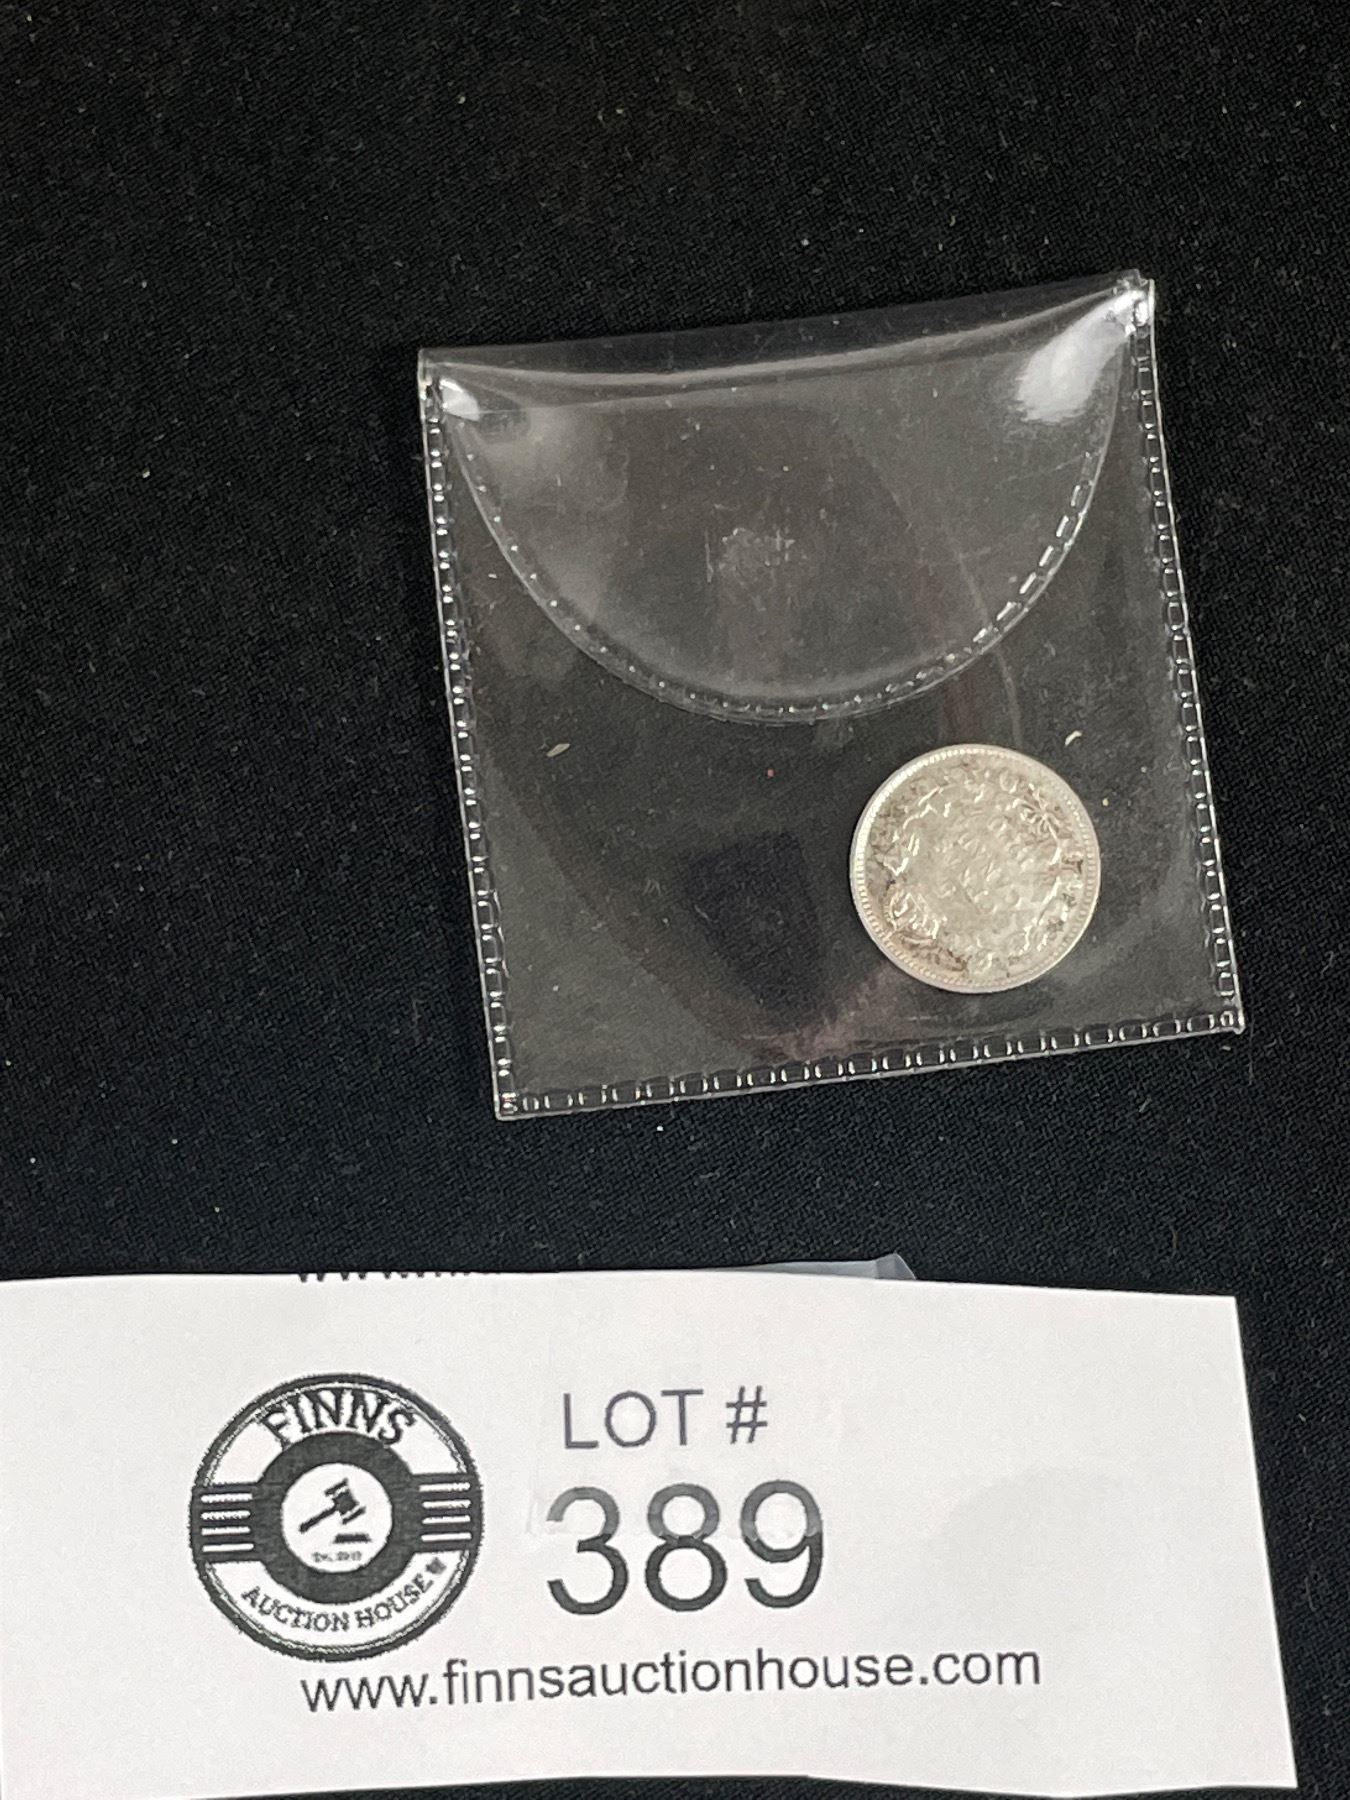 FINNS
AUCTION HOUSE
LOT #
389
www.finnsauctionhouse.com